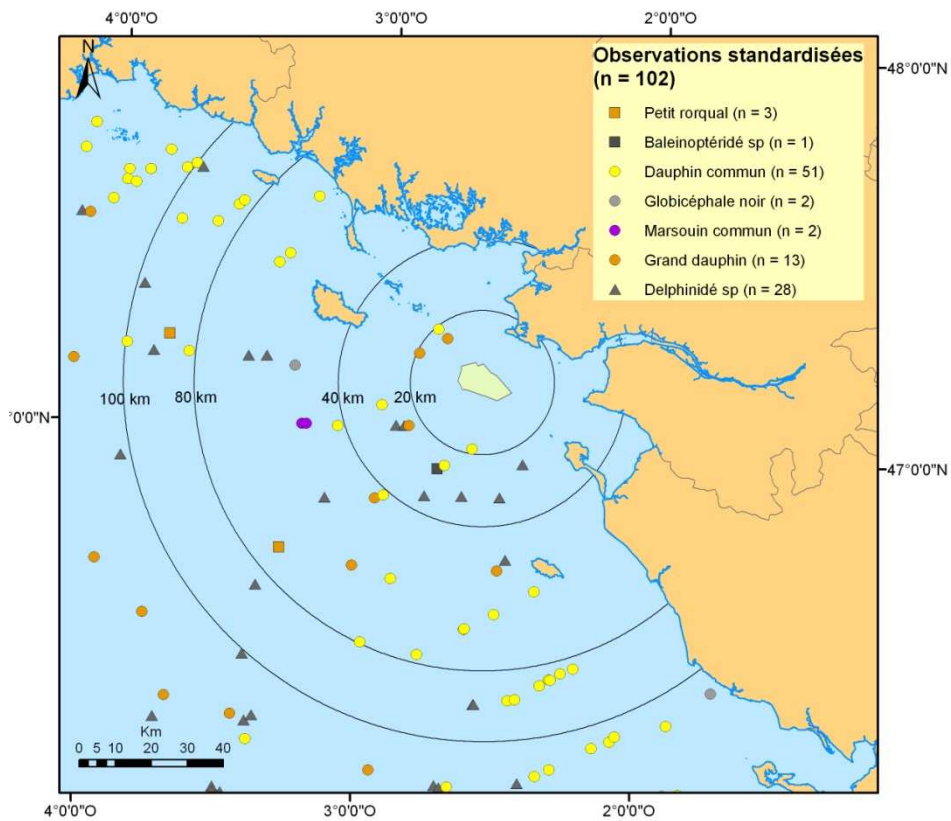 4°0'0"O
3°0'0"O
2°0'0"O
N
48°0'0"N
Observations standardisées
(n = 102)
Petit rorqual (n = 3)
Baleinoptéridé sp (n = 1)
Dauphin commun (n = 51)
Globicéphale noir (n = 2)
Marsouin commun (n = 2)
Grand dauphin (n = 13)
Delphinidé sp (n = 28)
100 km
80 km
40 km
20 km
°0'0"N
47°0'0"N
Km
0 5 10 20 30 40
4°0'0"O
3°0'0"O
2°0'0"O